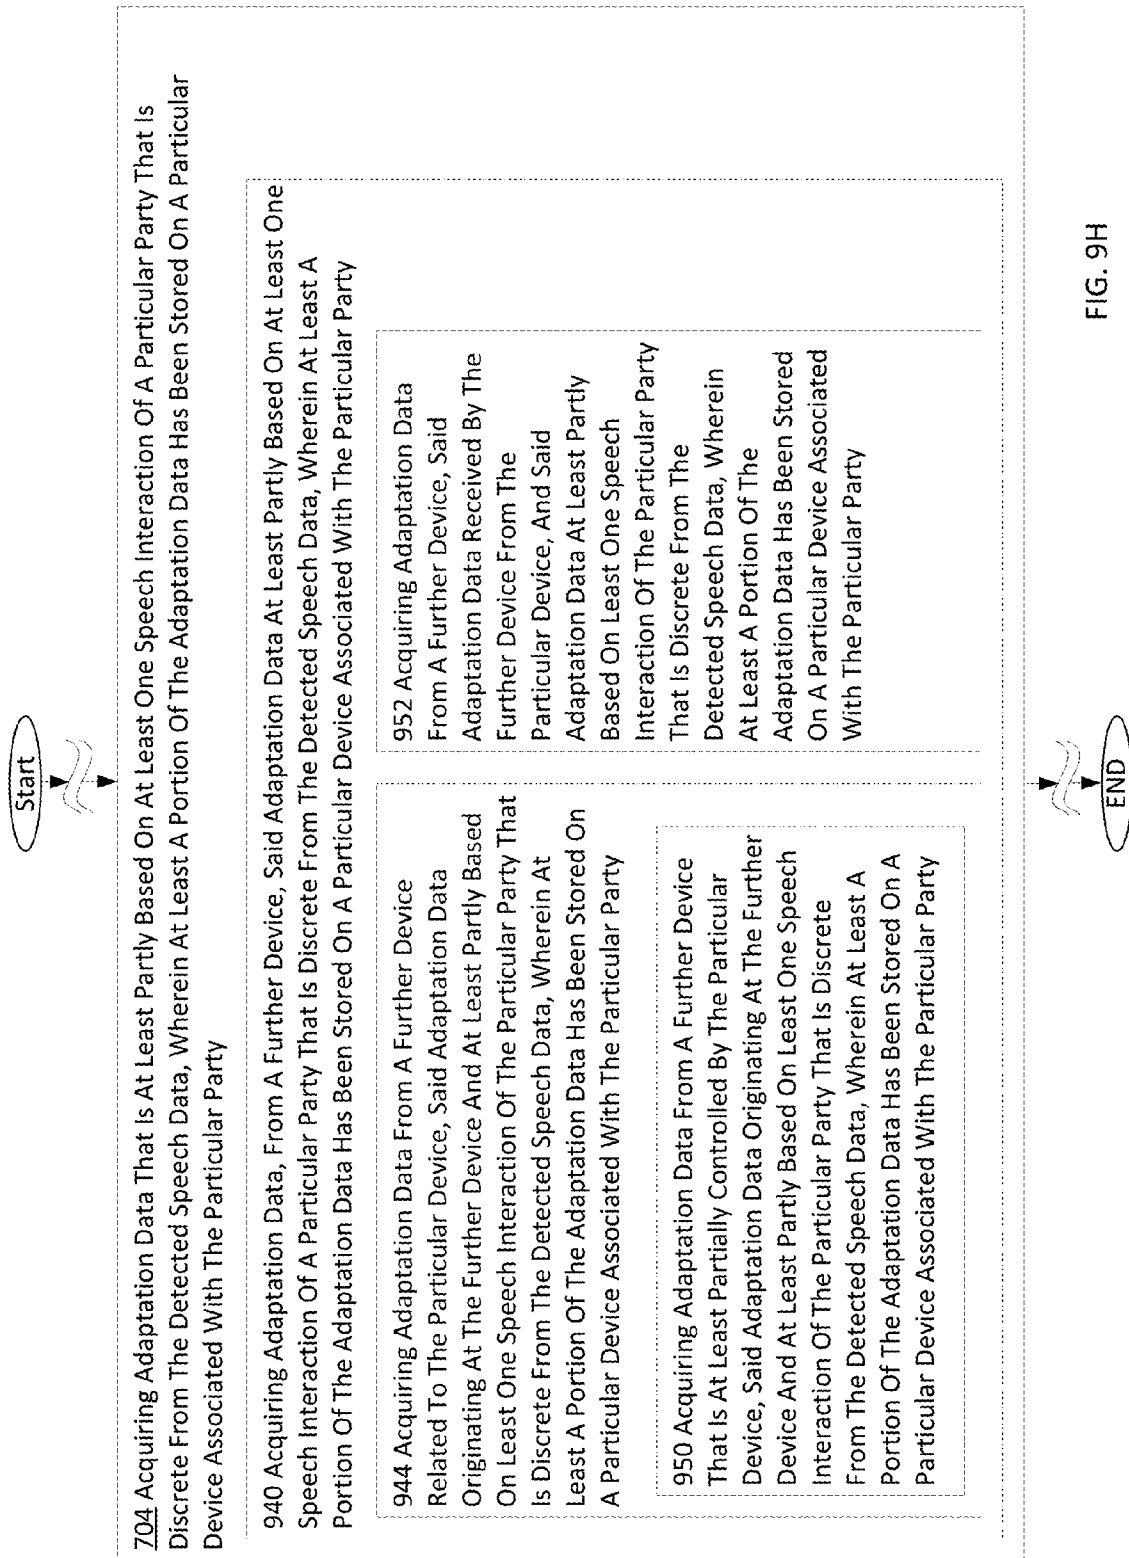 Start
704 Acquiring Adaptation Data That Is At Least Partly Based On At Least One Speech Interaction Of A Particular Party That Is
Discrete From The Detected Speech Data, Wherein At Least A Portion Of The Adaptation Data Has Been Stored On A Particular
Device Associated With The Particular Party
940 Acquiring Adaptation Data, From A Further Device, Said Adaptation Data At Least Partly Based On At Least One
Speech Interaction Of A Particular Party That Is Discrete From The Detected Speech Data, Wherein At Least A
Portion Of The Adaptation Data Has Been Stored On A Particular Device Associated With The Particular Party
944 Acquiring Adaptation Data From A Further Device
Related To The Particular Device, Said Adaptation Data
Originating At The Further Device And At Least Partly Based
On Least One Speech Interaction Of The Particular Party That
Is Discrete From The Detected Speech Data, Wherein At
Least A Portion Of The Adaptation Data Has Been Stored On
A Particular Device Associated With The Particular Party
950 Acquiring Adaptation Data From A Further Device
That Is At Least Partially Controlled By The Particular
Device, Said Adaptation Data Originating At The Further
Device And At Least Partly Based On Least One Speech
Interaction Of The Particular Party That Is Discrete
From The Detected Speech Data, Wherein At Least A
Portion Of The Adaptation Data Has Been Stored On A
Particular Device Associated With The Particular Party
952 Acquiring Adaptation Data
From A Further Device, Said
Adaptation Data Received By The
Further Device From The
Particular Device, And Said
Adaptation Data At Least Partly
Based On Least One Speech
Interaction Of The Particular Party
That Is Discrete From The
Detected Speech Data, Wherein
At Least A Portion Of The
Adaptation Data Has Been Stored
On A Particular Device Associated
With The Particular Party
END
FIG. 9H